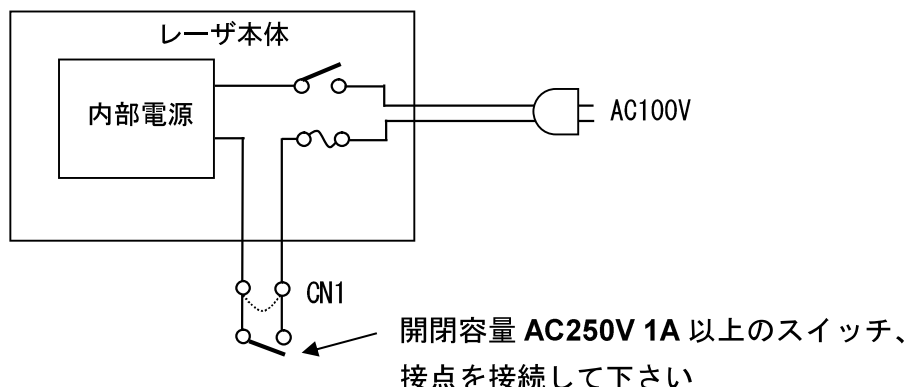 レーザ本体
内部電源
AC100V
CN1
開閉容量 AC250V 1A 以上のスイッチ、
接点を接続して下さい